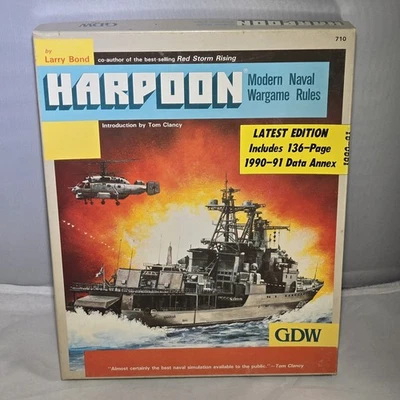 710
by
Larry Bond co-author of the best-selling Red Storm Rising
HARPOON
Modern Naval
Wargame Rules
Introduction by Tom Clancy
LATEST EDITION
Includes 136-Page
1990-91 Data Annex
1990-91
GDW
"Almost certainly the best naval simulation available to the public."—Tom Clancy